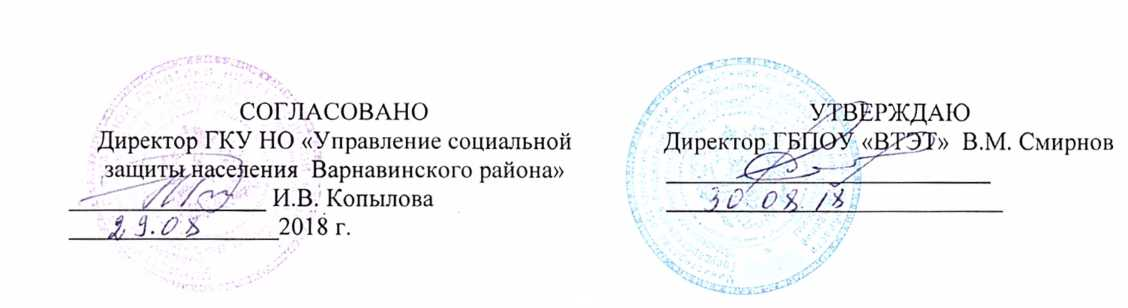 СОГЛАСОВАНО
Директор ГКУ НО «Управление социальной
защиты населения Варнавинского района»
И.В. Копылова
29.08 2018 г.
УТВЕРЖДАЮ
Директор ГБПОУ «ВТЭТ» В.М. Смирнов
30.08.18